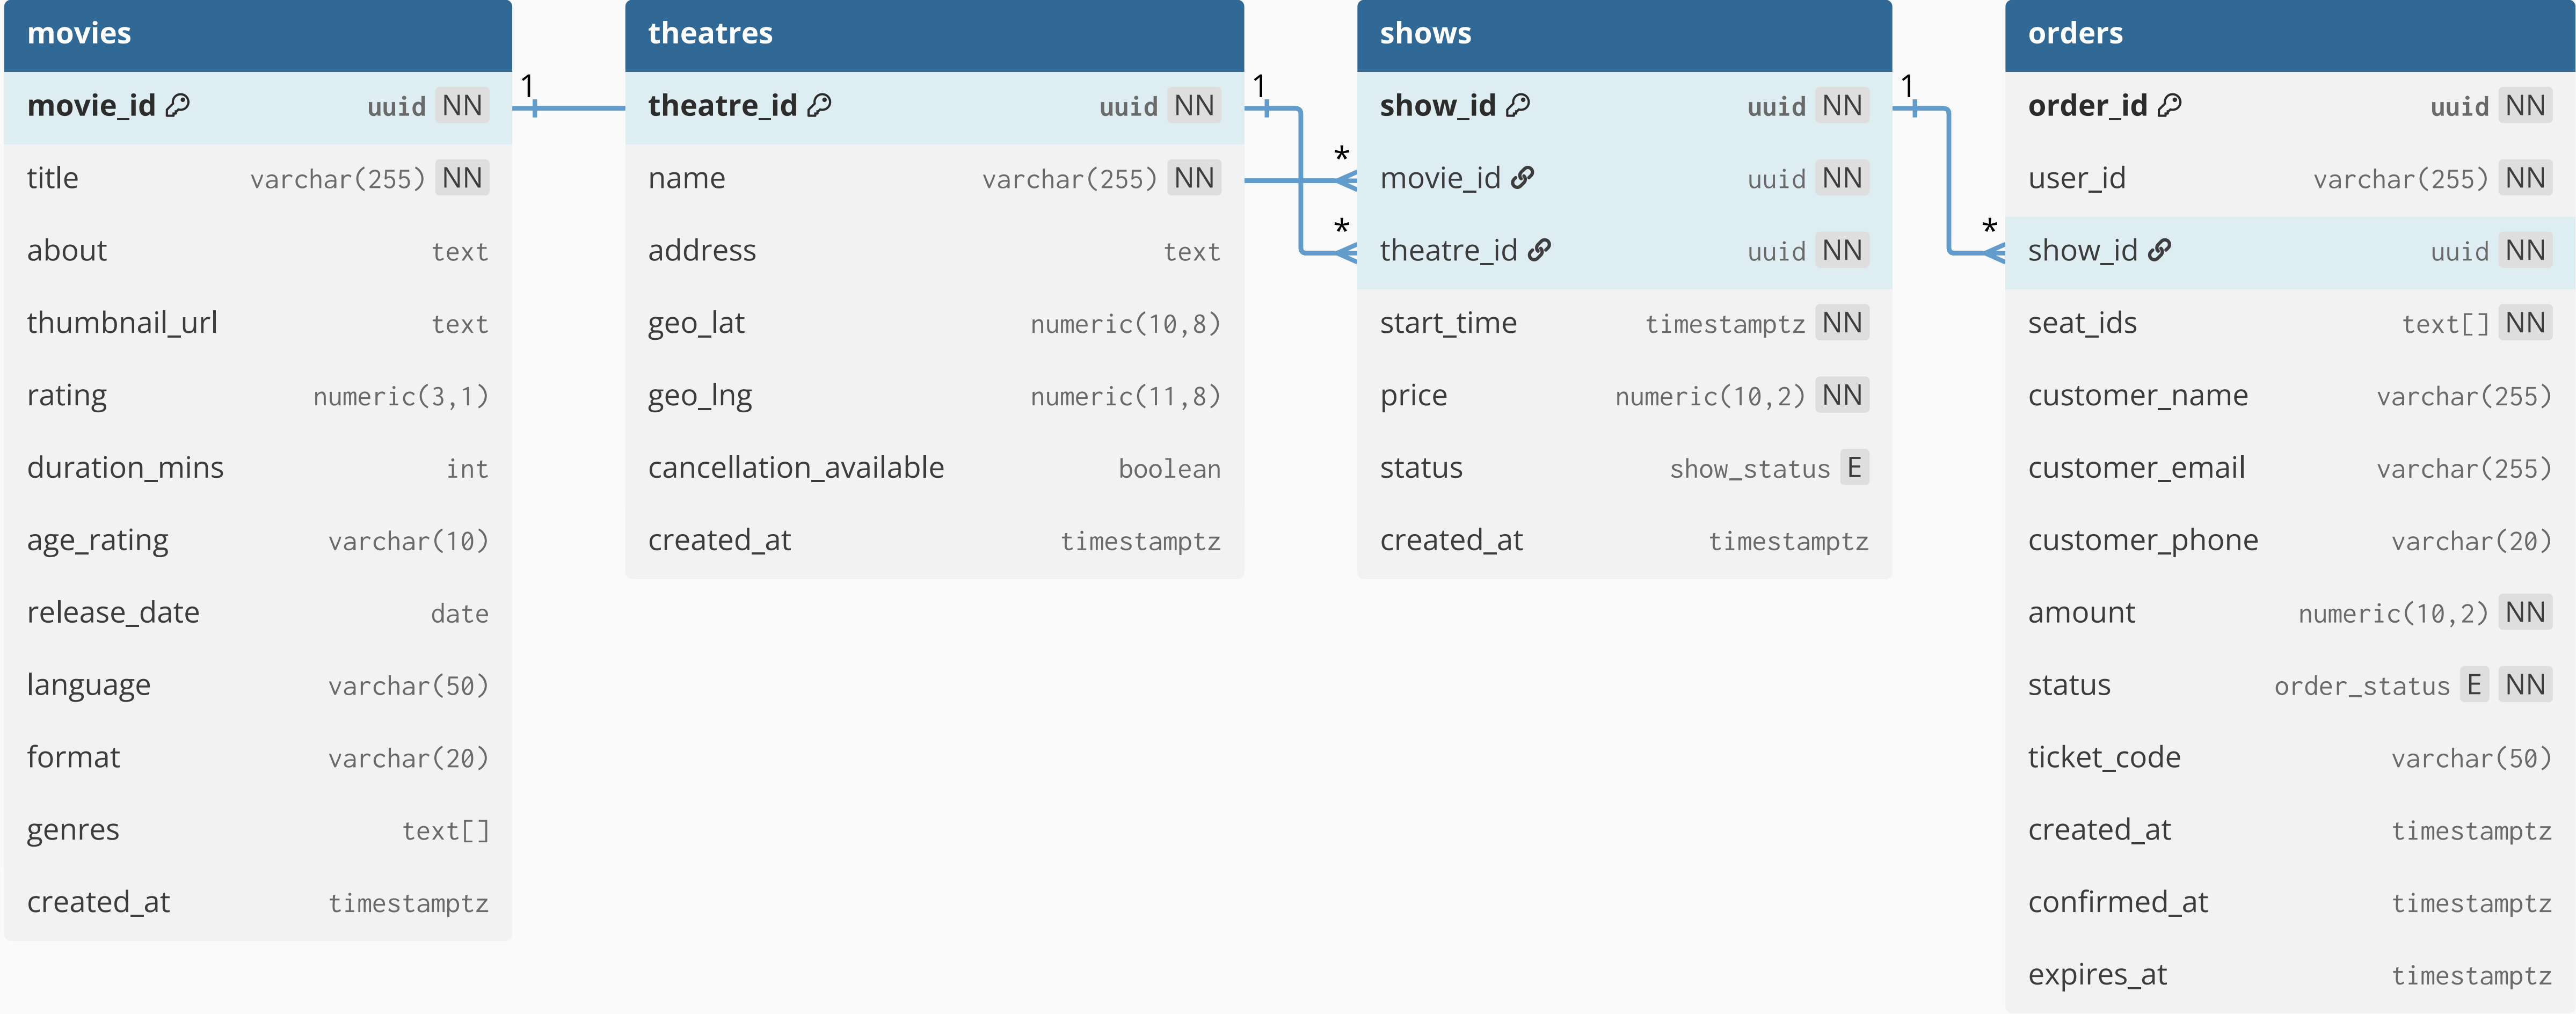 movies
movie_id uuid NN
title varchar(255) NN
about text
thumbnail_url text
rating numeric(3,1)
duration_mins int
age_rating varchar(10)
release_date date
language varchar(50)
format varchar(20)
genres text[]
created_at timestamptz
1
theatres
theatre_id uuid NN
name varchar(255) NN
address text
geo_lat numeric(10,8)
geo_lng numeric(11,8)
cancellation_available boolean
created_at timestamptz
1
*
*
shows
show_id uuid NN
movie_id uuid NN
theatre_id uuid NN
start_time timestamptz NN
price numeric(10,2) NN
status show_status E
created_at timestamptz
1
*
orders
order_id uuid NN
user_id varchar(255) NN
show_id uuid NN
seat_ids text[] NN
customer_name varchar(255)
customer_email varchar(255)
customer_phone varchar(20)
amount numeric(10,2) NN
status order_status E NN
ticket_code varchar(50)
created_at timestamptz
confirmed_at timestamptz
expires_at timestamptz